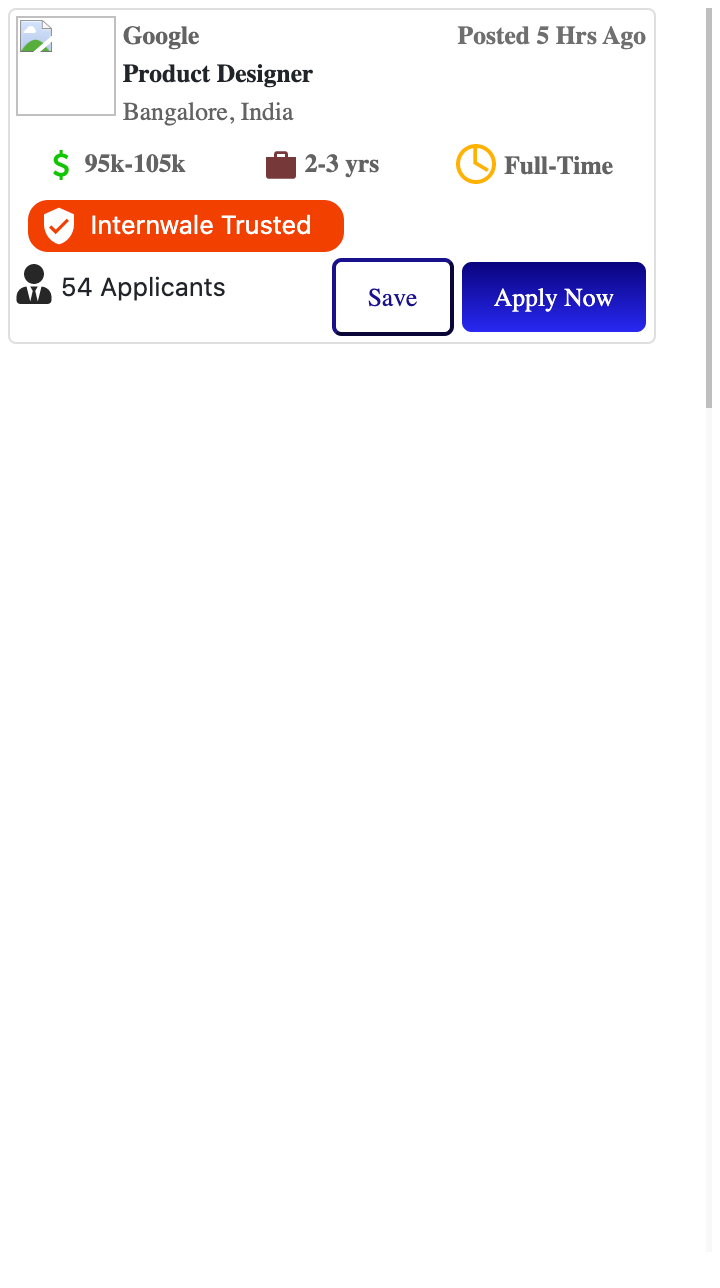 Google Posted 5 Hrs Ago
Product Designer
Bangalore, India
95k-105k 2-3 yrs Full-Time
Internwale Trusted
54 Applicants Save Apply Now